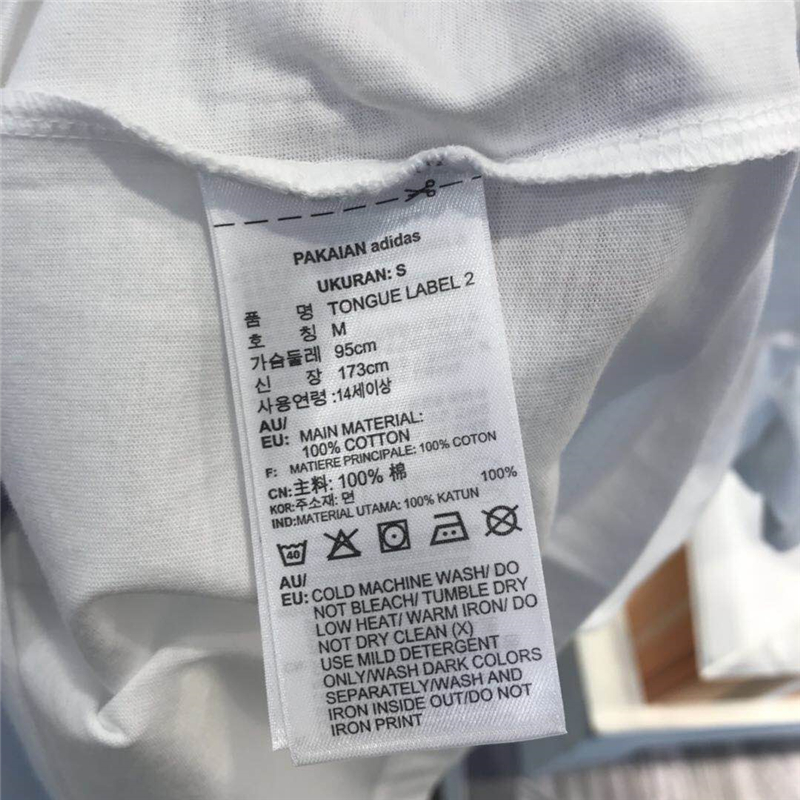 PAKAIAN adidas
UKURAN: S
품 명 TONGUE LABEL 2
호 칭 M
가슴둘레 95cm
신 장 173cm
사용연령 :14세이상
AU/
EU: MAIN MATERIAL:
100% COTTON
F: MATIERE PRINCIPALE: 100% COTON
CN:主料: 100% 棉
KOR:주소재: 면 100%
IND:MATERIAL UTAMA: 100% KATUN
40
AU/
EU: COLD MACHINE WASH/ DO
NOT BLEACH/ TUMBLE DRY
LOW HEAT/ WARM IRON/ DO
NOT DRY CLEAN (X)
USE MILD DETERGENT
ONLY/WASH DARK COLORS
SEPARATELY/WASH AND
IRON INSIDE OUT/DO NOT
IRON PRINT